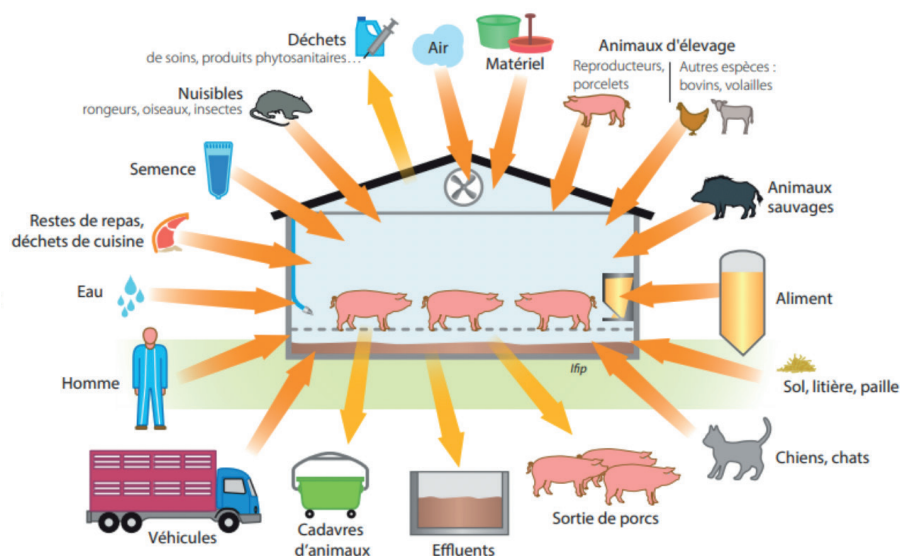 Déchets
de soins, produits phytosanitaires…
Air
Matériel
Animaux d'élevage
Reproducteurs,
porcelets
Autres espèces :
bovins, volailles
Nuisibles
rongeurs, oiseaux, insectes
Semence
Animaux
sauvages
Restes de repas,
déchets de cuisine
Eau
Aliment
Homme
Ifip
Sol, litière, paille
Chiens, chats
Véhicules
Cadavres
d'animaux
Effluents
Sortie de porcs